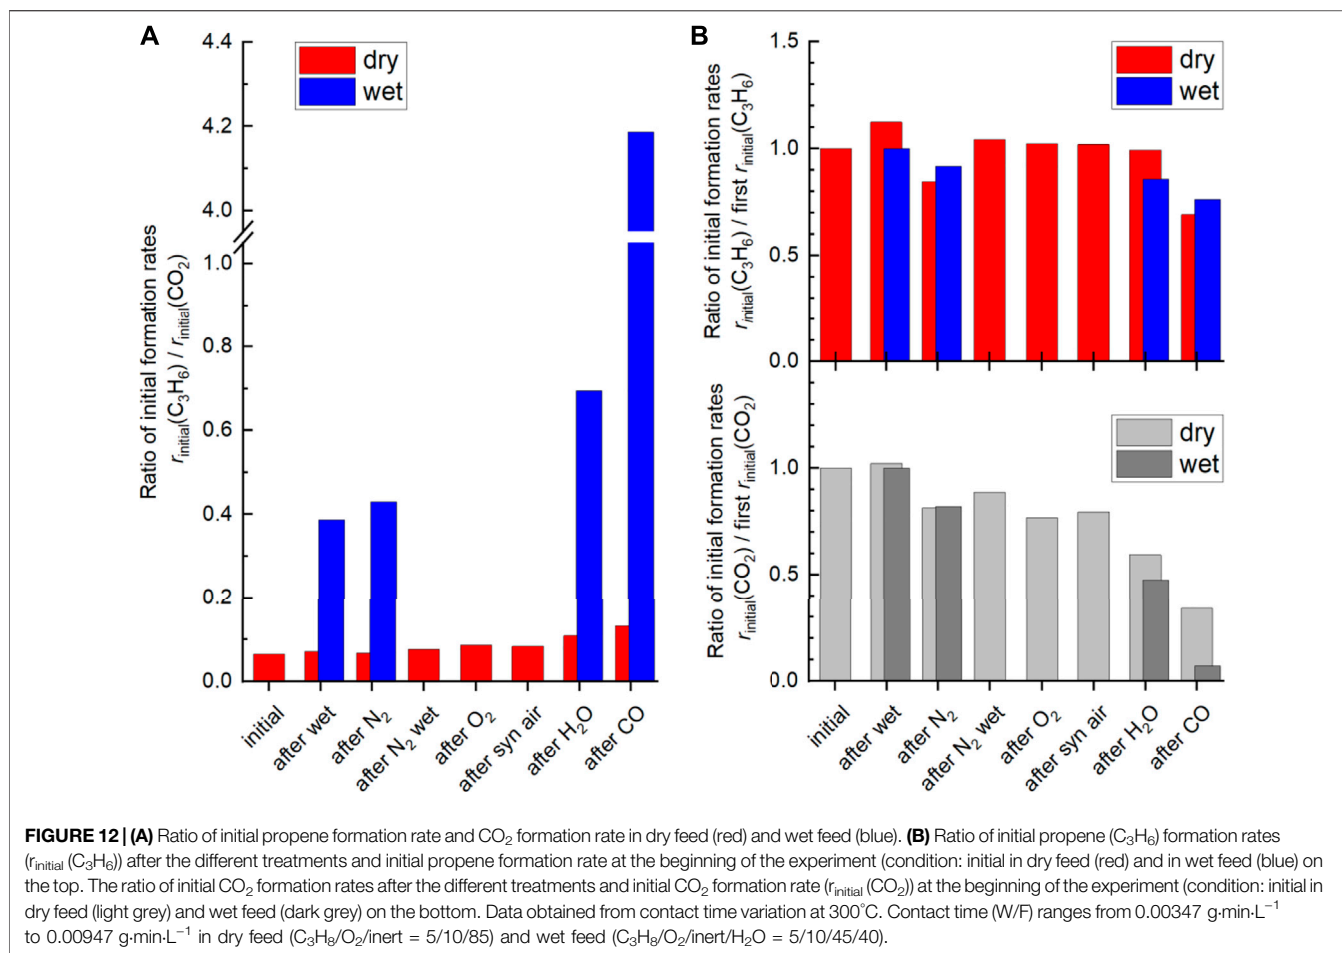 A
4.4
4.2
4.0
1.0
0.8
0.6
0.4
0.2
0.0
Ratio of initial formation rates
r_initial(C₃H₆) / r_initial(CO₂)
dry
wet
initial
after wet
after N₂
after N₂ wet
after O₂
after syn air
after H₂O
after CO
B
1.5
1.0
0.5
0.0
Ratio of initial formation rates
r_initial(C₃H₆) / first r_initial(C₃H₆)
dry
wet
1.0
0.5
0.0
Ratio of initial formation rates
r_initial(CO₂) / first r_initial(CO₂)
dry
wet
initial
after wet
after N₂
after N₂ wet
after O₂
after syn air
after H₂O
after CO
FIGURE 12 | (A) Ratio of initial propene formation rate and CO₂ formation rate in dry feed (red) and wet feed (blue). (B) Ratio of initial propene (C₃H₆) formation rates
(r_initial (C₃H₆)) after the different treatments and initial propene formation rate at the beginning of the experiment (condition: initial in dry feed (red) and in wet feed (blue) on
the top. The ratio of initial CO₂ formation rates after the different treatments and initial CO₂ formation rate (r_initial (CO₂)) at the beginning of the experiment (condition: initial in
dry feed (light grey) and wet feed (dark grey) on the bottom. Data obtained from contact time variation at 300°C. Contact time (W/F) ranges from 0.00347 g·min·L⁻¹
to 0.00947 g·min·L⁻¹ in dry feed (C₃H₈/O₂/inert = 5/10/85) and wet feed (C₃H₈/O₂/inert/H₂O = 5/10/45/40).